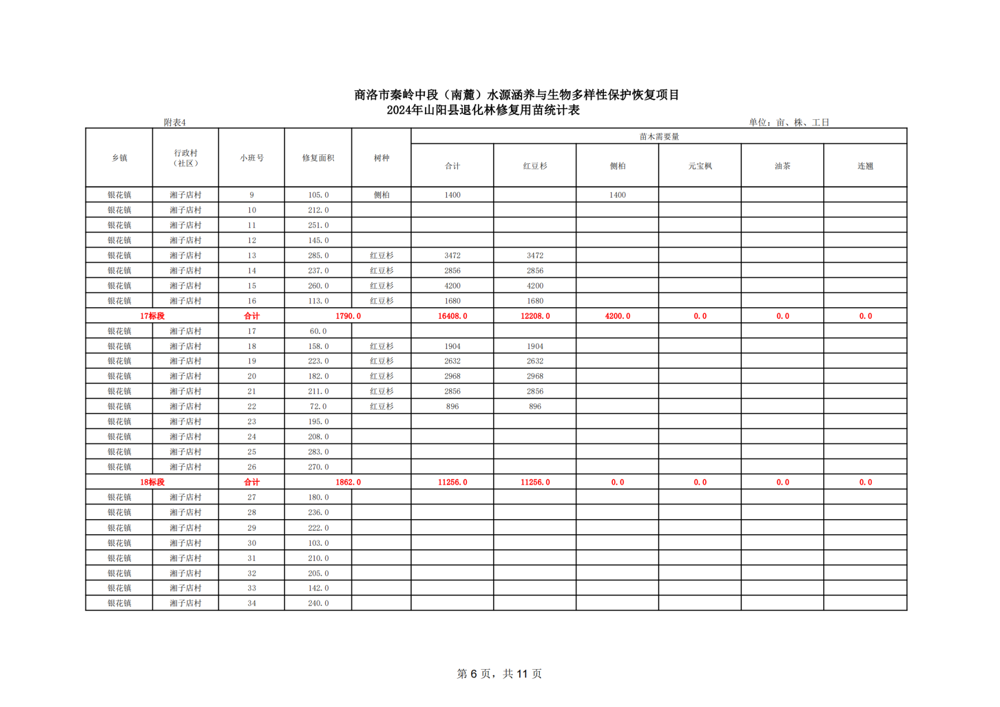 商洛市秦岭中段（南麓）水源涵养与生物多样性保护恢复项目
2024年山阳县退化林修复用苗统计表
附表4 单位：亩、株、工日
乡镇 行政村（社区） 小班号 修复面积 树种 苗木需要量
合计 红豆杉 侧柏 元宝枫 油茶 连翘
银花镇 湘子店村 9 105.0 侧柏 1400 1400
银花镇 湘子店村 10 212.0
银花镇 湘子店村 11 251.0
银花镇 湘子店村 12 145.0
银花镇 湘子店村 13 285.0 红豆杉 3472 3472
银花镇 湘子店村 14 237.0 红豆杉 2856 2856
银花镇 湘子店村 15 260.0 红豆杉 4200 4200
银花镇 湘子店村 16 113.0 红豆杉 1680 1680
17标段 合计 1790.0 16408.0 12208.0 4200.0 0.0 0.0 0.0
银花镇 湘子店村 17 60.0
银花镇 湘子店村 18 158.0 红豆杉 1904 1904
银花镇 湘子店村 19 223.0 红豆杉 2632 2632
银花镇 湘子店村 20 182.0 红豆杉 2968 2968
银花镇 湘子店村 21 211.0 红豆杉 2856 2856
银花镇 湘子店村 22 72.0 红豆杉 896 896
银花镇 湘子店村 23 195.0
银花镇 湘子店村 24 208.0
银花镇 湘子店村 25 283.0
银花镇 湘子店村 26 270.0
18标段 合计 1862.0 11256.0 11256.0 0.0 0.0 0.0 0.0
银花镇 湘子店村 27 180.0
银花镇 湘子店村 28 236.0
银花镇 湘子店村 29 222.0
银花镇 湘子店村 30 103.0
银花镇 湘子店村 31 210.0
银花镇 湘子店村 32 205.0
银花镇 湘子店村 33 142.0
银花镇 湘子店村 34 240.0
第 6 页，共 11 页